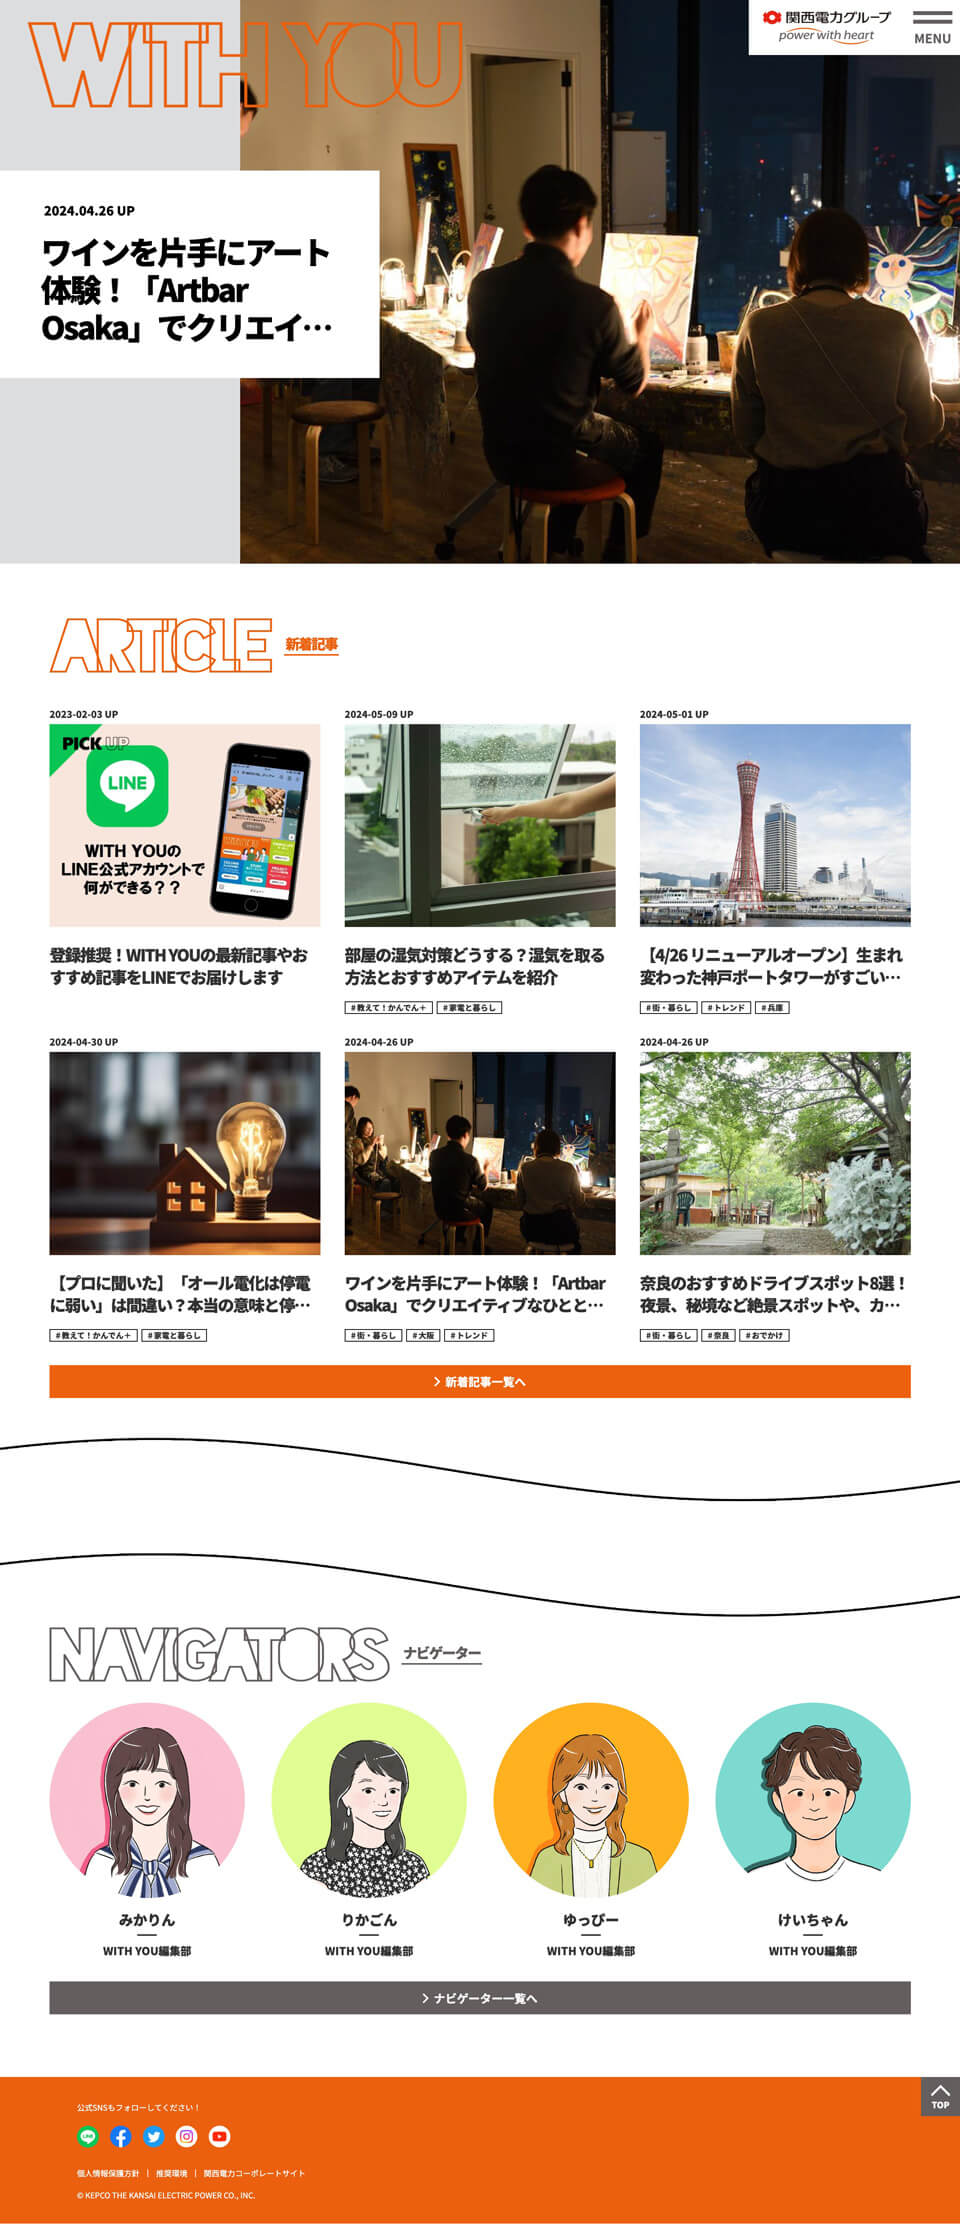 WITH YOU
関西電力グループ
power with heart
MENU
2024.04.26 UP
ワインを片手にアート
体験！「Artbar
Osaka」でクリエイ…
ARTICLE
新着記事
2023-02-03 UP
PICK UP
LINE
WITH YOUの
LINE公式アカウントで
何ができる？？
登録推奨！WITH YOUの最新記事やお
すすめ記事をLINEでお届けします
2024-05-09 UP
部屋の湿気対策どうする？湿気を取る
方法とおすすめアイテムを紹介
#教えて！かんでん＋ #家電と暮らし
2024-05-01 UP
【4/26 リニューアルオープン】生まれ
変わった神戸ポートタワーがすごい…
#街・暮らし #トレンド #兵庫
2024-04-30 UP
【プロに聞いた】「オール電化は停電
に弱い」は間違い？本当の意味と停…
#教えて！かんでん＋ #家電と暮らし
2024-04-26 UP
ワインを片手にアート体験！「Artbar
Osaka」でクリエイティブなひとと…
#街・暮らし #大阪 #トレンド
2024-04-26 UP
奈良のおすすめドライブスポット8選！
夜景、秘境など絶景スポットや、カ…
#街・暮らし #奈良 #おでかけ
新着記事一覧へ
NAVIGATORS
ナビゲーター
みかりん
WITH YOU編集部
りかごん
WITH YOU編集部
ゆっぴー
WITH YOU編集部
けいちゃん
WITH YOU編集部
ナビゲーター一覧へ
TOP
公式SNSもフォローしてください！
個人情報保護方針 | 推奨環境 | 関西電力コーポレートサイト
© KEPCO THE KANSAI ELECTRIC POWER CO., INC.